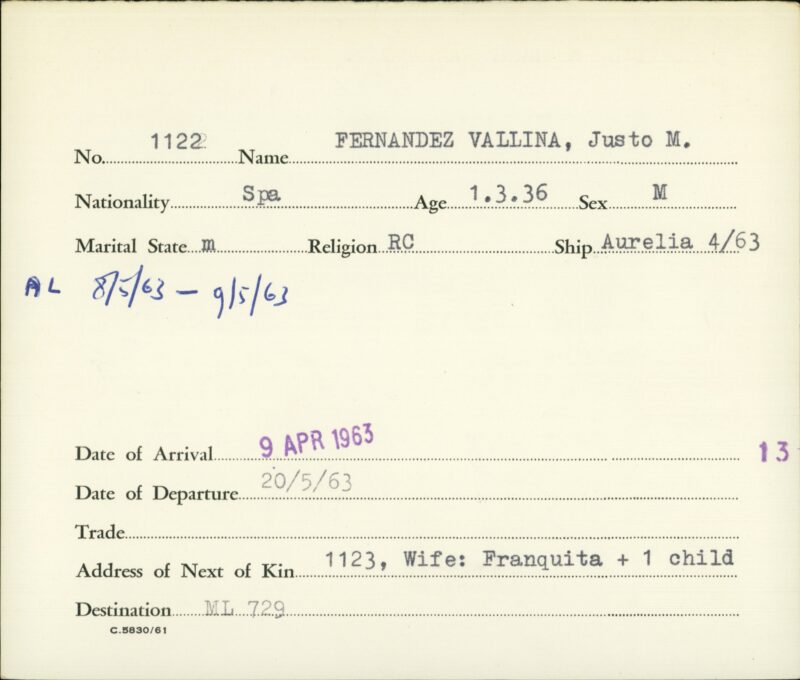 No. 1122 Name FERNANDEZ VALLINA, Justo M.
Nationality Spa Age 1.3.36 Sex M
Marital State m Religion RC Ship Aurelia 4/63
AL 8/5/63 — 9/5/63
Date of Arrival 9 APR 1963 13
Date of Departure 20/5/63
Trade
Address of Next of Kin 1123, Wife: Franquita + 1 child
Destination ML 729
C.5830/61